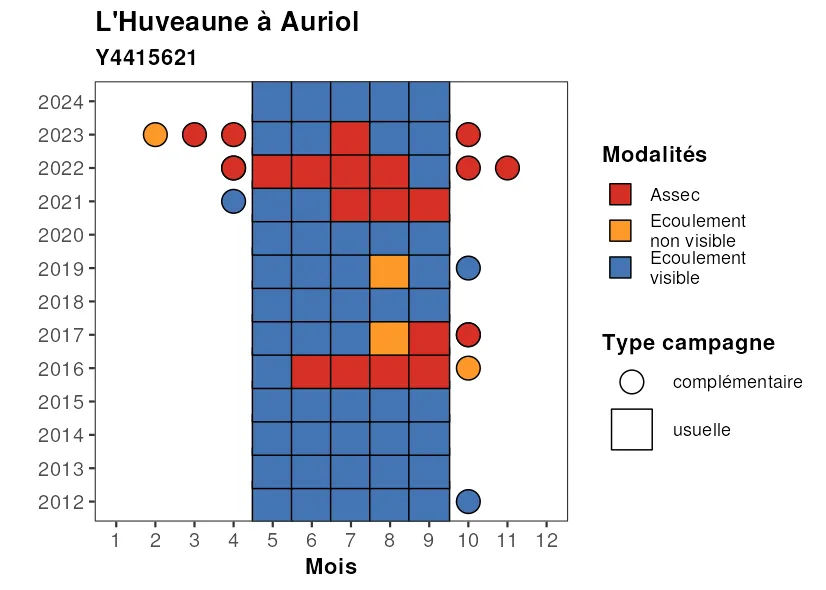 L'Huveaune à Auriol
Y4415621
2024
2023
2022
2021
2020
2019
2018
2017
2016
2015
2014
2013
2012
1 2 3 4 5 6 7 8 9 10 11 12
Mois
Modalités
Assec
Ecoulement
non visible
Ecoulement
visible
Type campagne
complémentaire
usuelle